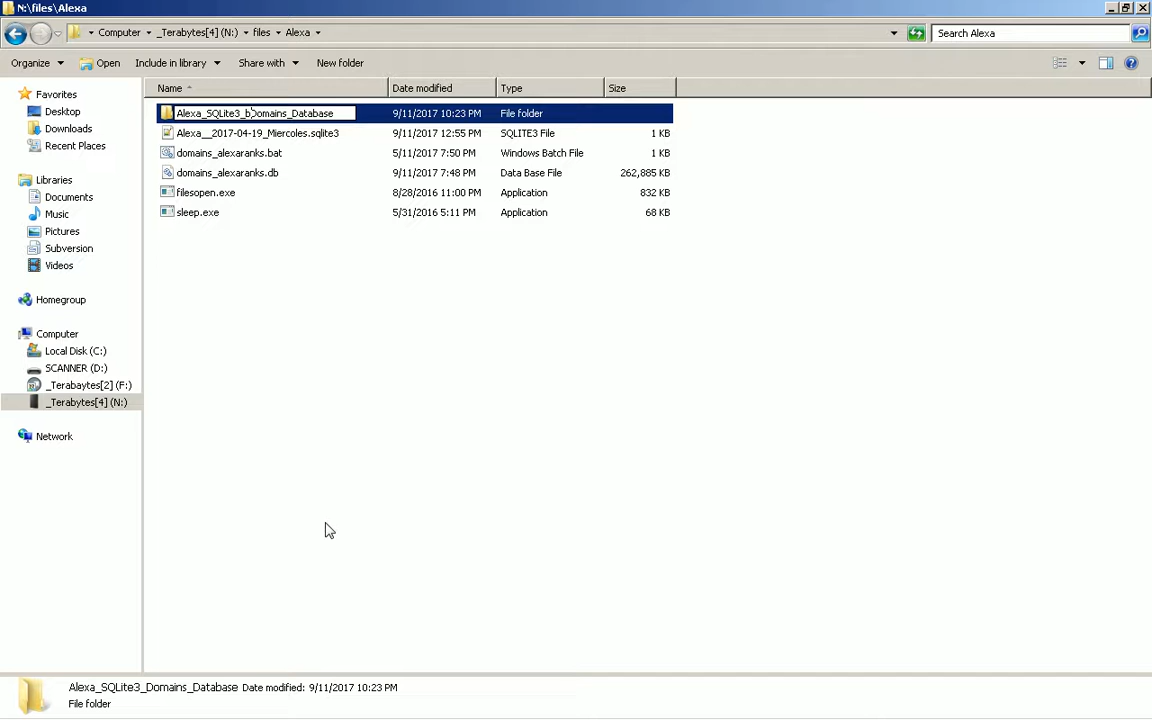 N:\files\Alexa
Computer _Terabytes[4] (N:) files Alexa
Search Alexa
Organize Open Include in library Share with New folder
Name Date modified Type Size
Favorites
Desktop
Downloads
Recent Places
Libraries
Documents
Music
Pictures
Subversion
Videos
Homegroup
Computer
Local Disk (C:)
SCANNER (D:)
_Terabaytes[2] (F:)
_Terabytes[4] (N:)
Network
Alexa_SQLite3_bDomains_Database 9/11/2017 10:23 PM File folder
Alexa__2017-04-19_Miercoles.sqlite3 9/11/2017 12:55 PM SQLITE3 File 1 KB
domains_alexaranks.bat 5/11/2017 7:50 PM Windows Batch File 1 KB
domains_alexaranks.db 9/11/2017 7:48 PM Data Base File 262,885 KB
filesopen.exe 8/28/2016 11:00 PM Application 832 KB
sleep.exe 5/31/2016 5:11 PM Application 68 KB
Alexa_SQLite3_Domains_Database Date modified: 9/11/2017 10:23 PM
File folder